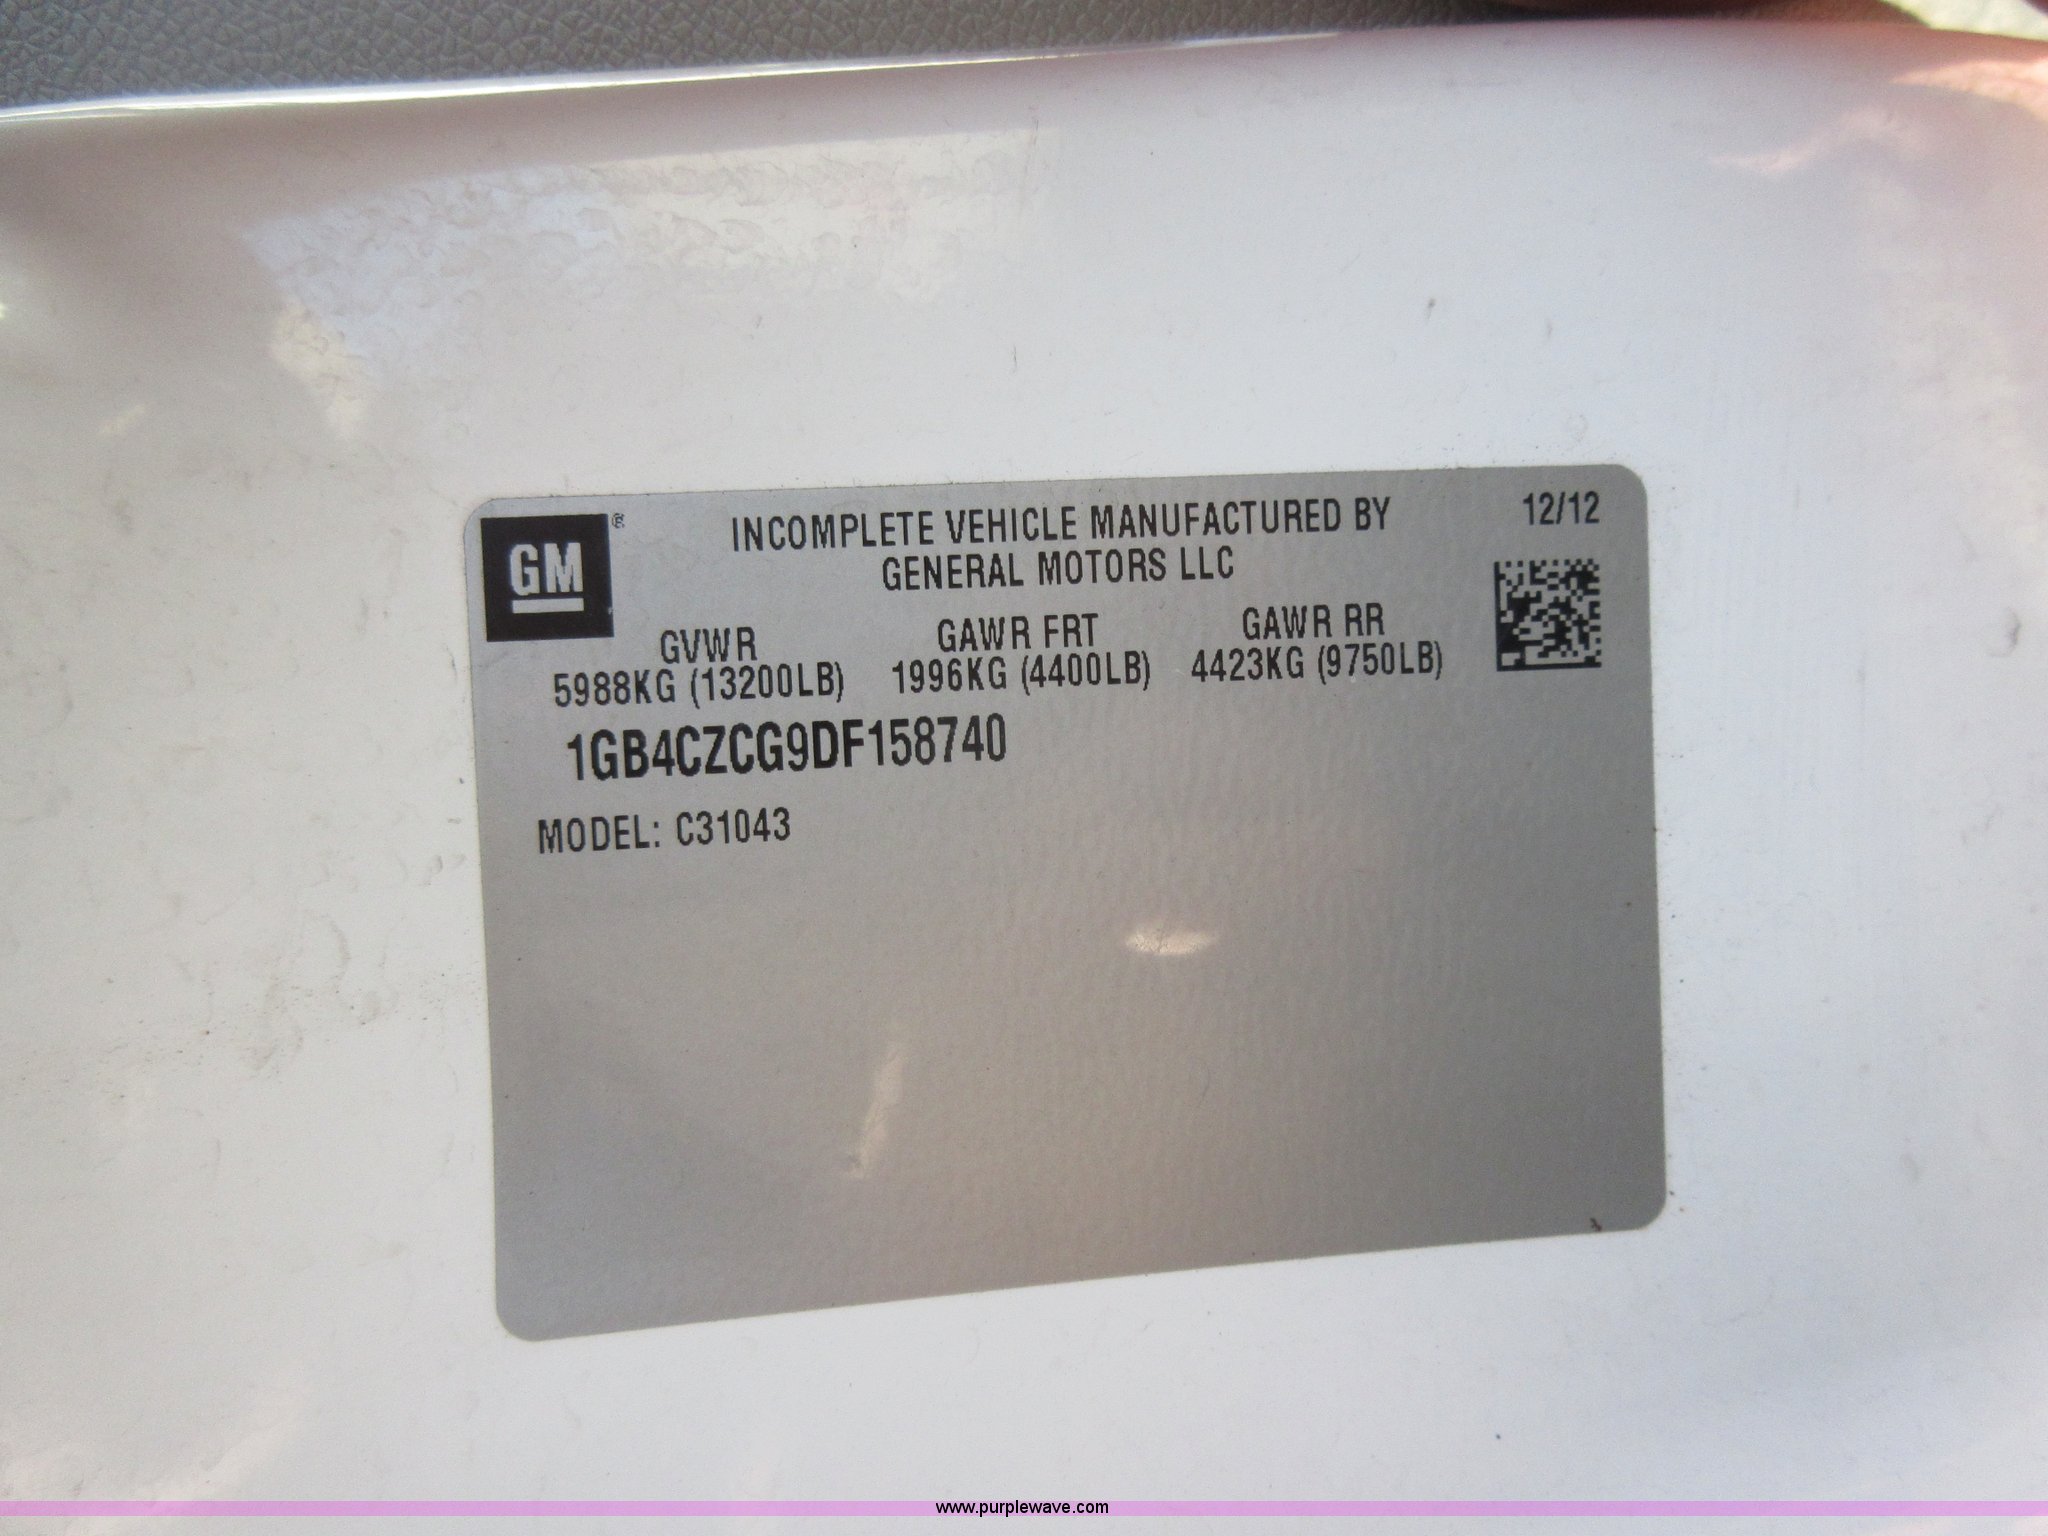 GM ®
INCOMPLETE VEHICLE MANUFACTURED BY
GENERAL MOTORS LLC
12/12
GVWR GAWR FRT GAWR RR
5988KG (13200LB) 1996KG (4400LB) 4423KG (9750LB)
1GB4CZCG9DF158740
MODEL: C31043
www.purplewave.com